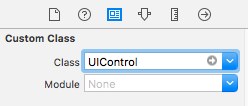 Custom Class
Class UIControl
Module None